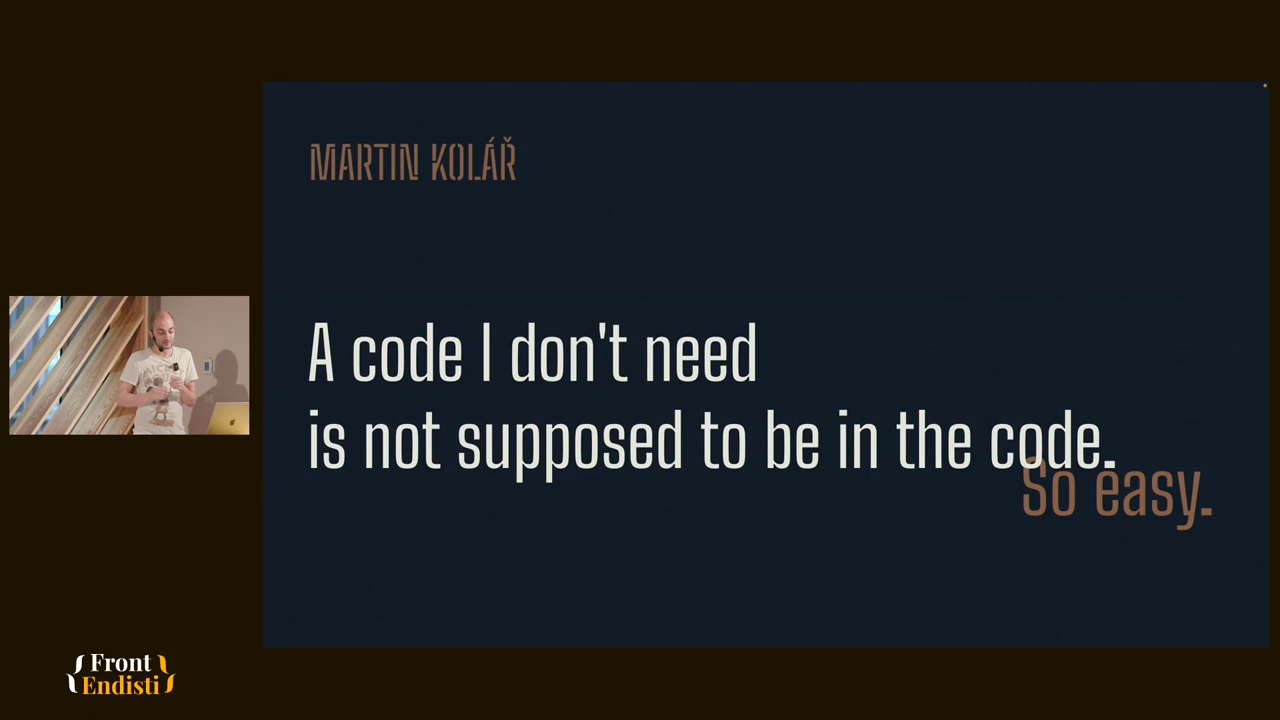 MARTIN KOLÁŘ
A code I don't need
is not supposed to be in the code.
So easy.
{Front
Endisti}